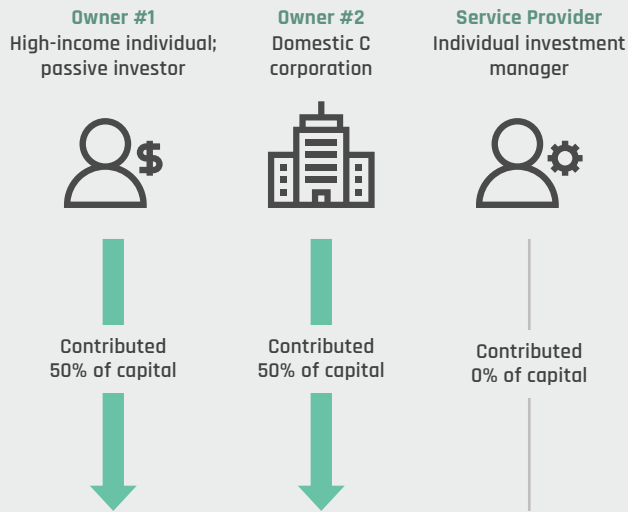 Owner #1
High-income individual;
passive investor
Owner #2
Domestic C
corporation
Service Provider
Individual investment
manager
$
Contributed
50% of capital
Contributed
50% of capital
Contributed
0% of capital